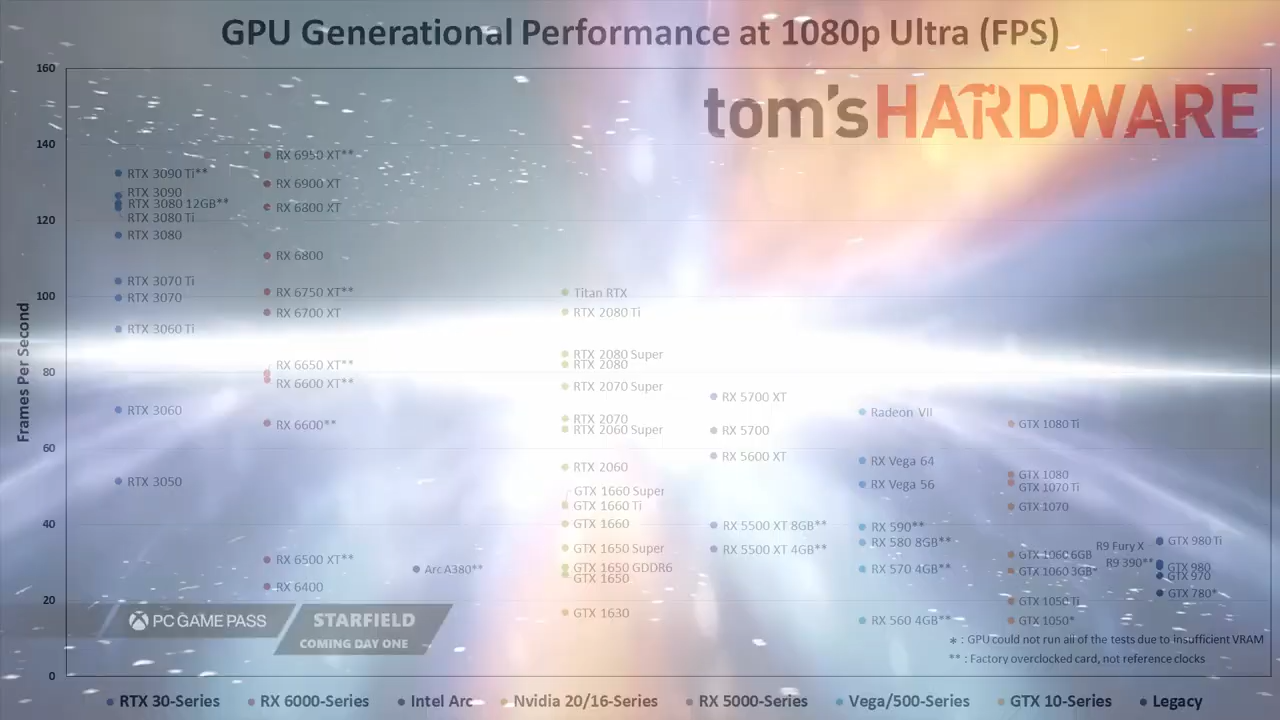 GPU Generational Performance at 1080p Ultra (FPS)
tom'sHARDWARE
Frames Per Second
160
140
120
100
80
60
40
20
0
RTX 3090 Ti**
RTX 3090
RTX 3080 12GB**
RTX 3080 Ti
RTX 3080
RTX 3070 Ti
RTX 3070
RTX 3060 Ti
RTX 3060
RTX 3050
RX 6950 XT**
RX 6900 XT
RX 6800 XT
RX 6800
RX 6750 XT**
RX 6700 XT
RX 6650 XT**
RX 6600 XT**
RX 6600**
RX 6500 XT**
RX 6400
Arc A380**
Titan RTX
RTX 2080 Ti
RTX 2080 Super
RTX 2080
RTX 2070 Super
RTX 2070
RTX 2060 Super
RTX 2060
GTX 1660 Super
GTX 1660 Ti
GTX 1660
GTX 1650 Super
GTX 1650 GDDR6
GTX 1650
GTX 1630
RX 5700 XT
RX 5700
RX 5600 XT
RX 5500 XT 8GB**
RX 5500 XT 4GB**
Radeon VII
RX Vega 64
RX Vega 56
RX 590**
RX 580 8GB**
RX 570 4GB**
RX 560 4GB**
GTX 1080 Ti
GTX 1080
GTX 1070 Ti
GTX 1070
GTX 1060 6GB
GTX 1060 3GB*
GTX 1050 Ti
GTX 1050*
GTX 980 Ti
R9 Fury X
R9 390**
GTX 980
GTX 970
GTX 780*
PC GAME PASS
STARFIELD
COMING DAY ONE
* : GPU could not run all of the tests due to insufficient VRAM
** : Factory overclocked card, not reference clocks
RTX 30-Series
RX 6000-Series
Intel Arc
Nvidia 20/16-Series
RX 5000-Series
Vega/500-Series
GTX 10-Series
Legacy